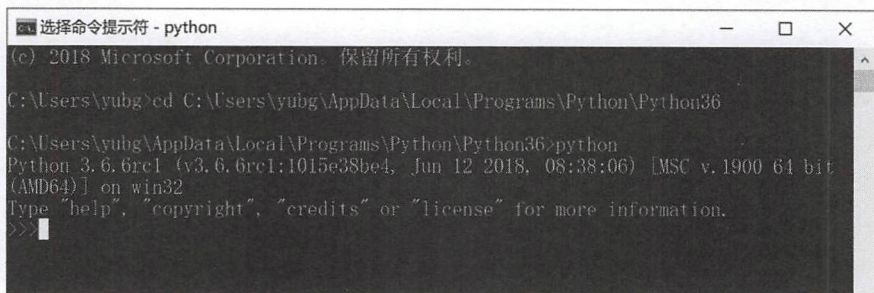 选择命令提示符 - python
(c) 2018 Microsoft Corporation。保留所有权利。
C:\Users\yubg>cd C:\Users\yubg\AppData\Local\Programs\Python\Python36
C:\Users\yubg\AppData\Local\Programs\Python\Python36>python
Python 3.6.6rc1 (v3.6.6rc1:1015e38be4, Jun 12 2018, 08:38:06) [MSC v.1900 64 bit
(AMD64)] on win32
Type "help", "copyright", "credits" or "license" for more information.
>>>